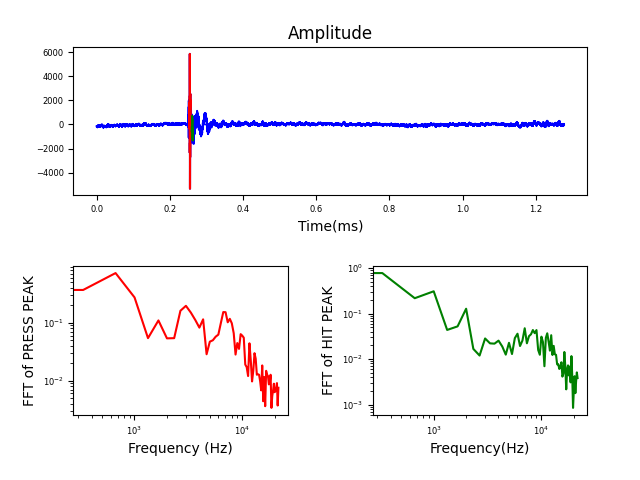 Amplitude
6000
4000
2000
0
−2000
−4000
0.0 0.2 0.4 0.6 0.8 1.0 1.2
Time(ms)
FFT of PRESS PEAK
10⁻¹
10⁻²
10³ 10⁴
Frequency (Hz)
FFT of HIT PEAK
10⁰
10⁻¹
10⁻²
10⁻³
10³ 10⁴
Frequency(Hz)